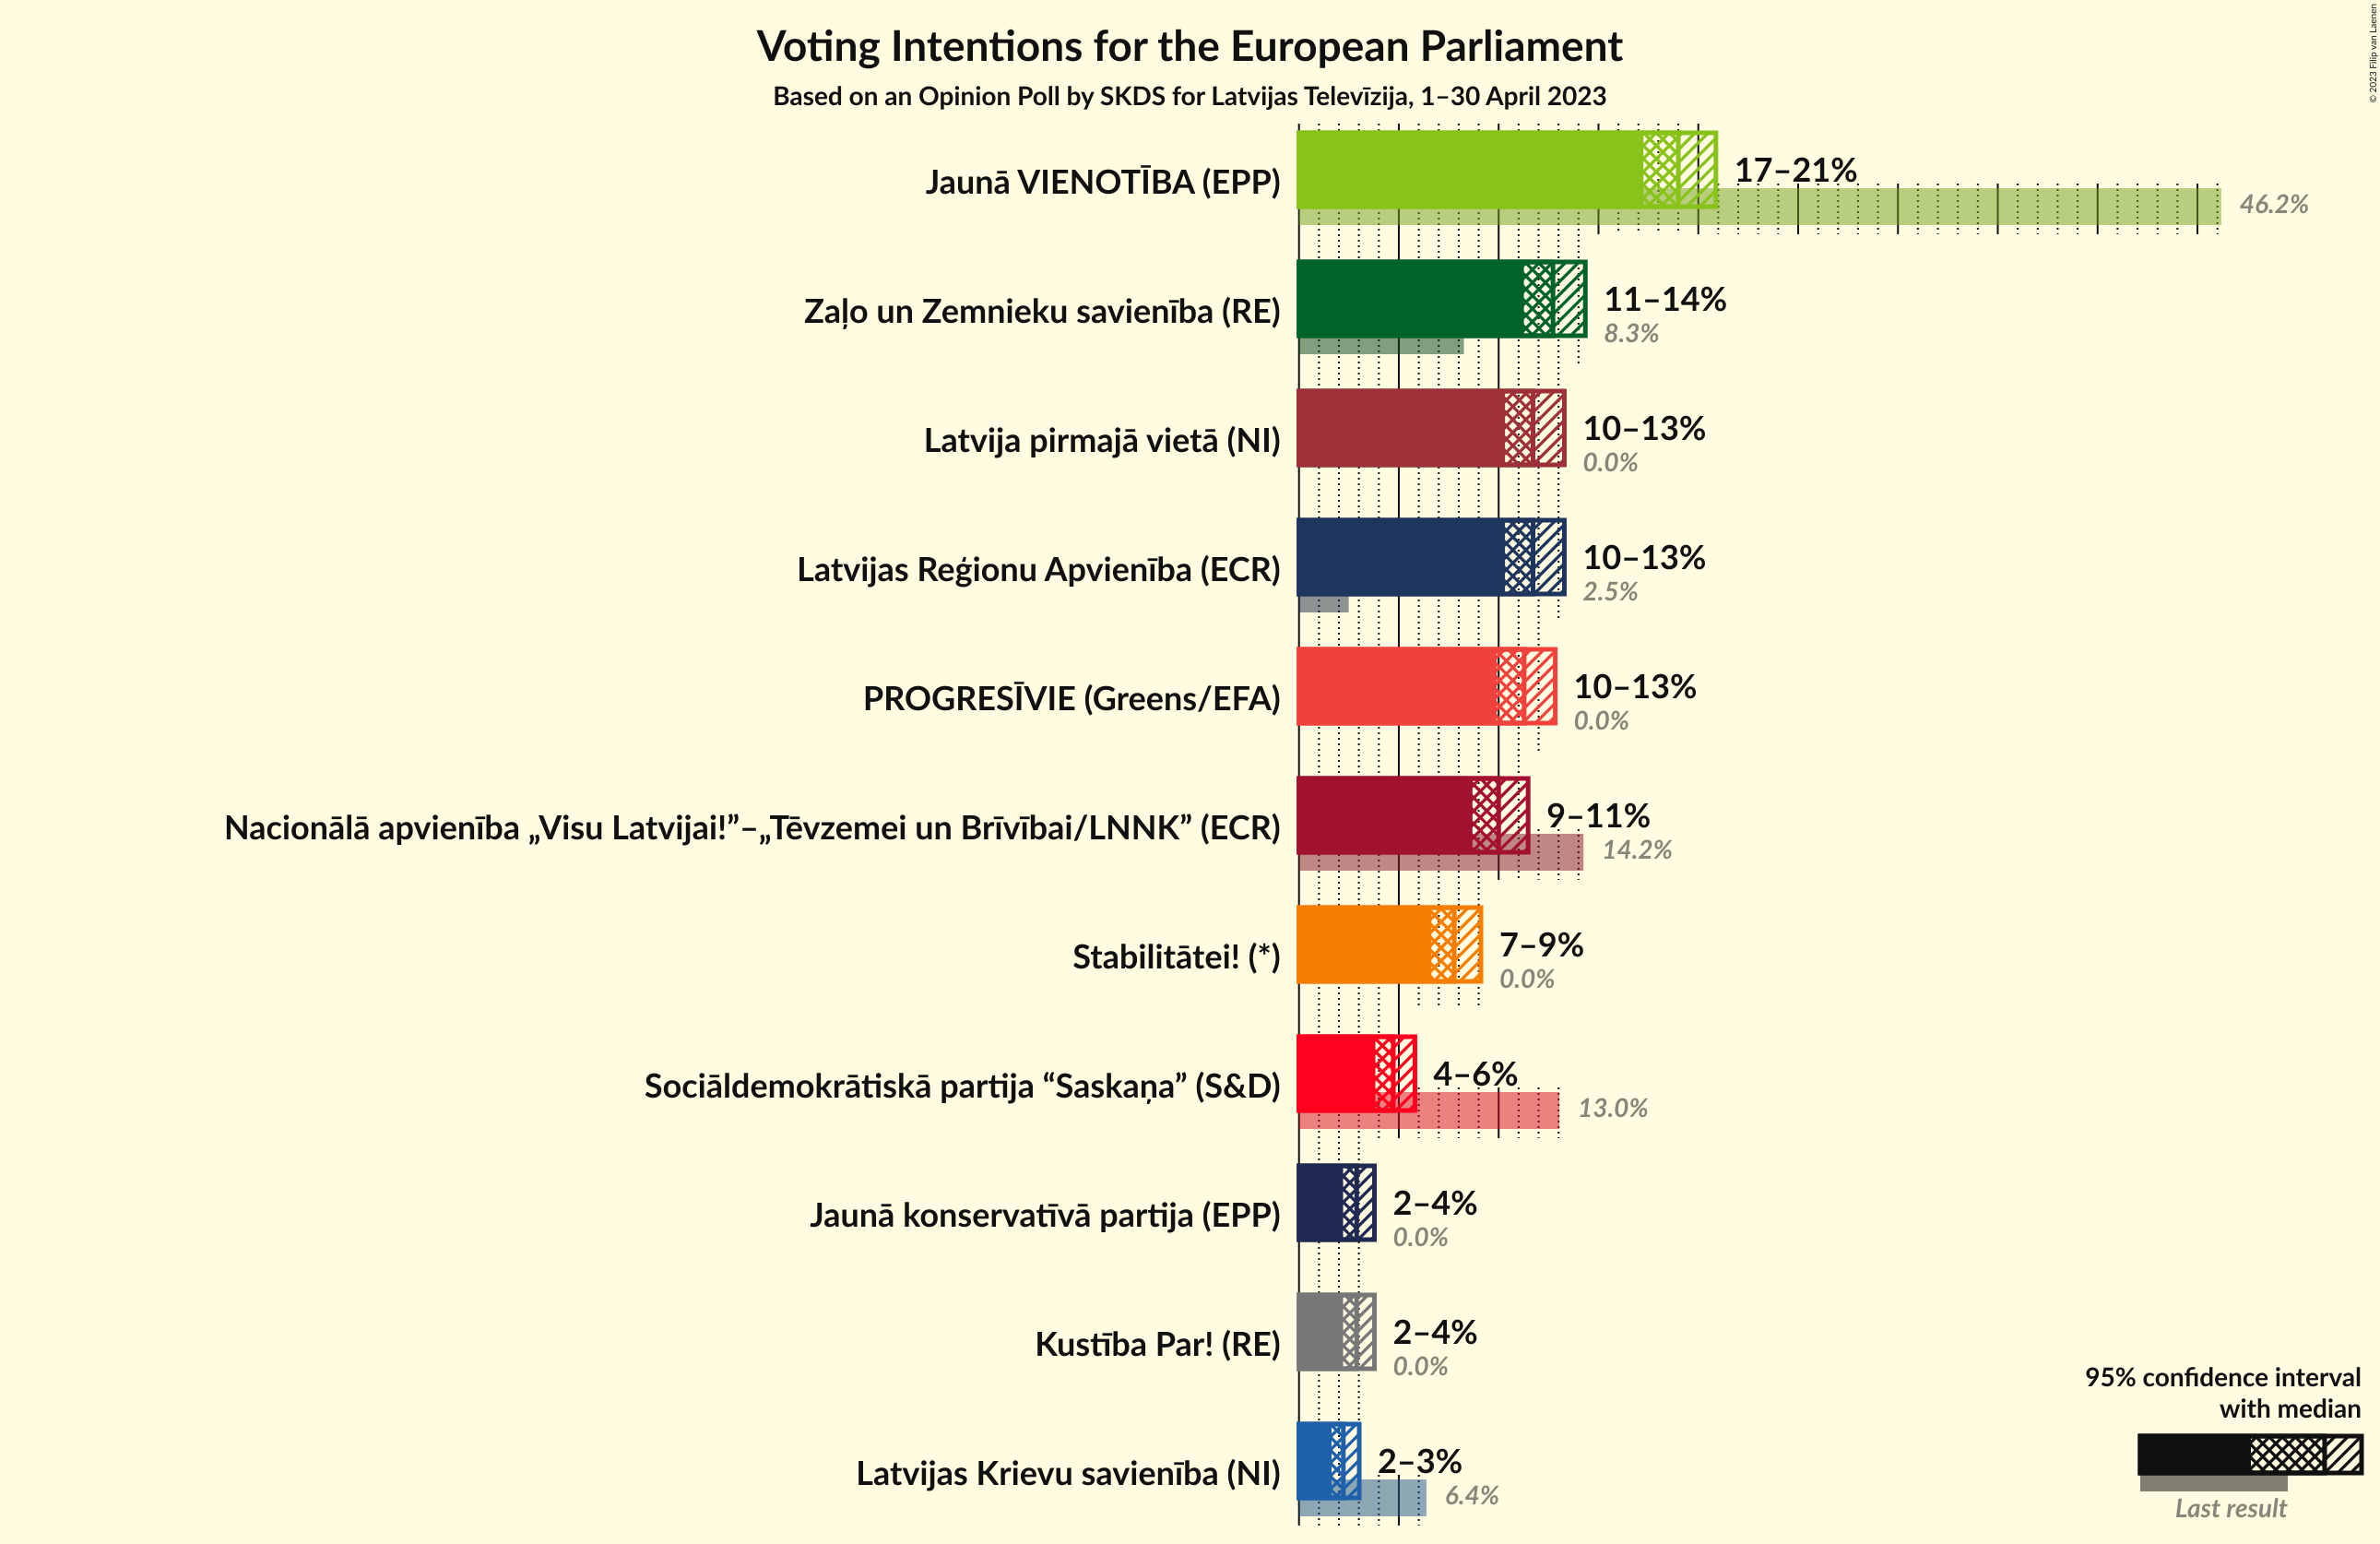 © 2023 Filip van Laenen
Voting Intentions for the European Parliament
Based on an Opinion Poll by SKDS for Latvijas Televīzija, 1–30 April 2023
Jaunā VIENOTĪBA (EPP)
17–21%
46.2%
Zaļo un Zemnieku savienība (RE)
11–14%
8.3%
Latvija pirmajā vietā (NI)
10–13%
0.0%
Latvijas Reģionu Apvienība (ECR)
10–13%
2.5%
PROGRESĪVIE (Greens/EFA)
10–13%
0.0%
Nacionālā apvienība „Visu Latvijai!”–„Tēvzemei un Brīvībai/LNNK” (ECR)
9–11%
14.2%
Stabilitātei! (*)
7–9%
0.0%
Sociāldemokrātiskā partija “Saskaņa” (S&D)
4–6%
13.0%
Jaunā konservatīvā partija (EPP)
2–4%
0.0%
Kustība Par! (RE)
2–4%
0.0%
Latvijas Krievu savienība (NI)
2–3%
6.4%
95% confidence interval
with median
Last result